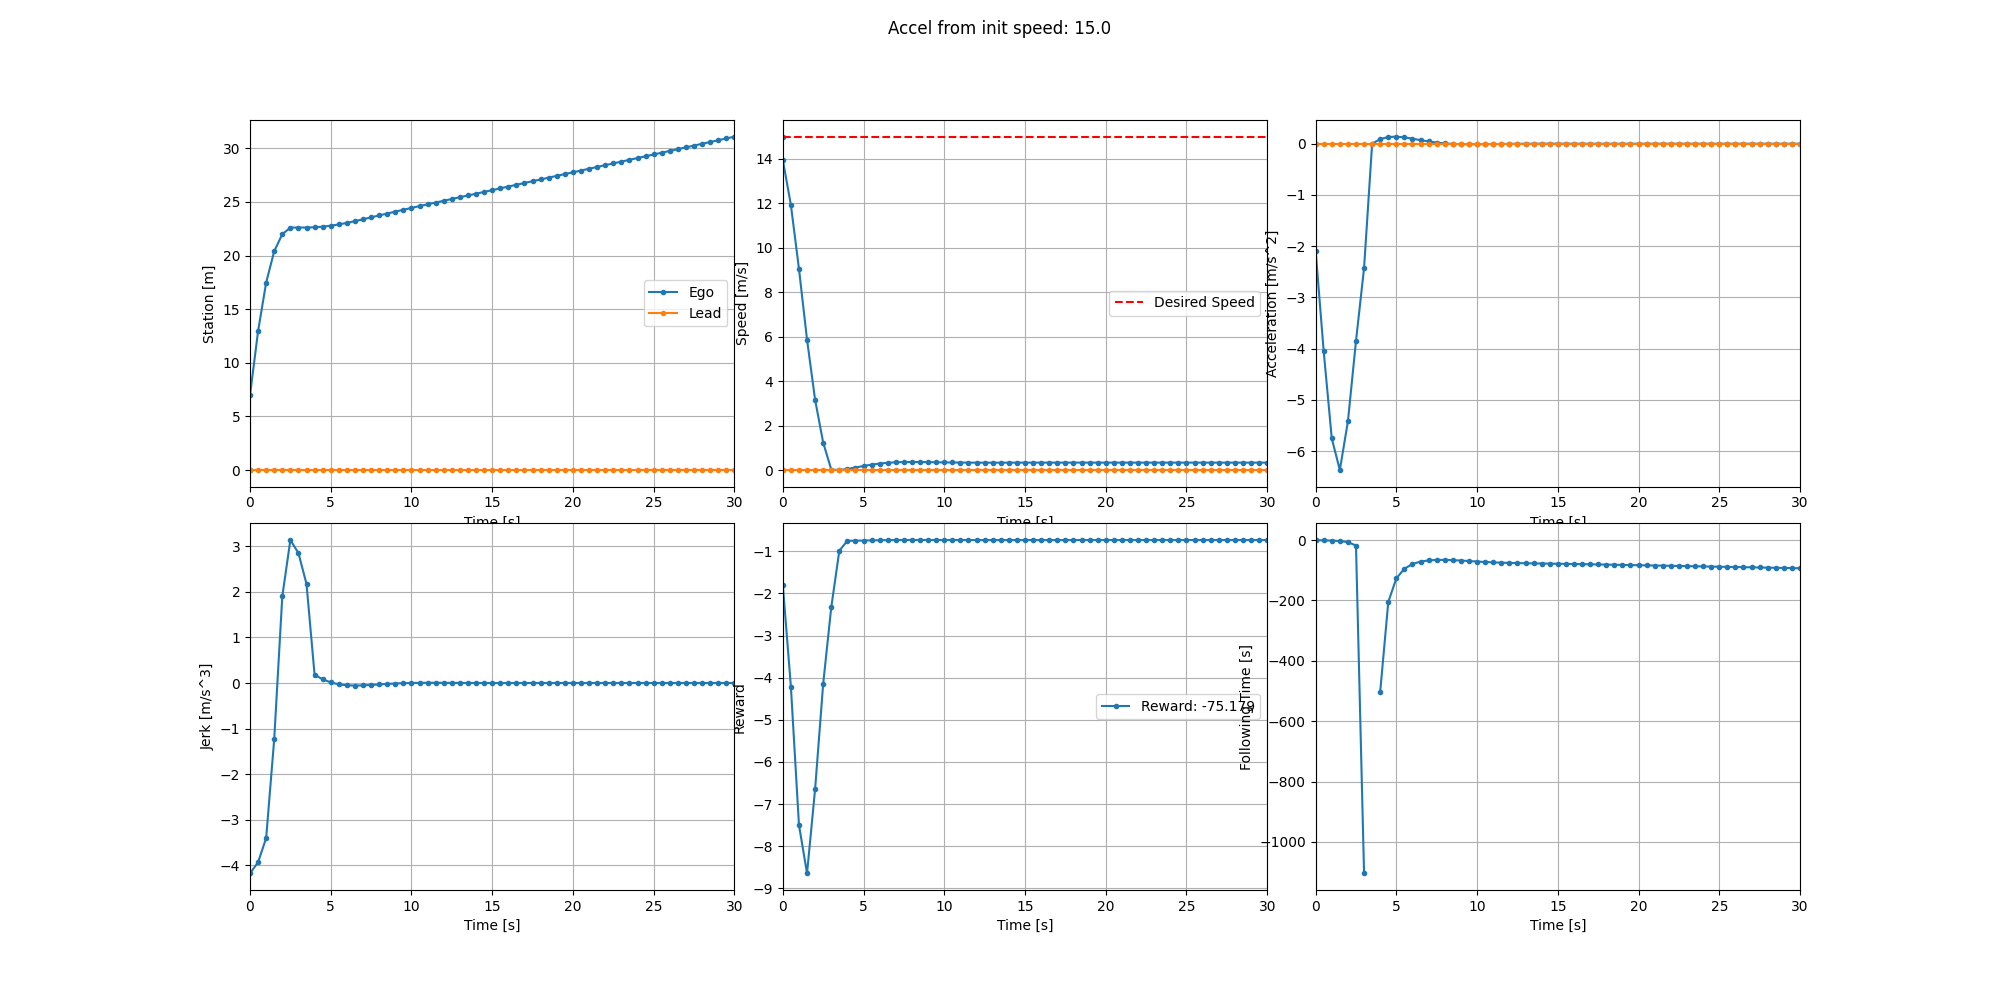 Accel from init speed: 15.0
30
25
20
15
10
5
0
Station [m]
Ego
Lead
0 5 10 15 20 25 30
Time [s]
14
12
10
8
6
4
2
0
Speed [m/s]
Desired Speed
0 5 10 15 20 25 30
Time [s]
0
−1
−2
−3
−4
−5
−6
Acceleration [m/s^2]
0 5 10 15 20 25 30
Time [s]
3
2
1
0
−1
−2
−3
−4
Jerk [m/s^3]
0 5 10 15 20 25 30
Time [s]
−1
−2
−3
−4
−5
−6
−7
−8
−9
Reward
Reward: -75.179
0 5 10 15 20 25 30
Time [s]
0
−200
−400
−600
−800
−1000
Following Time [s]
0 5 10 15 20 25 30
Time [s]